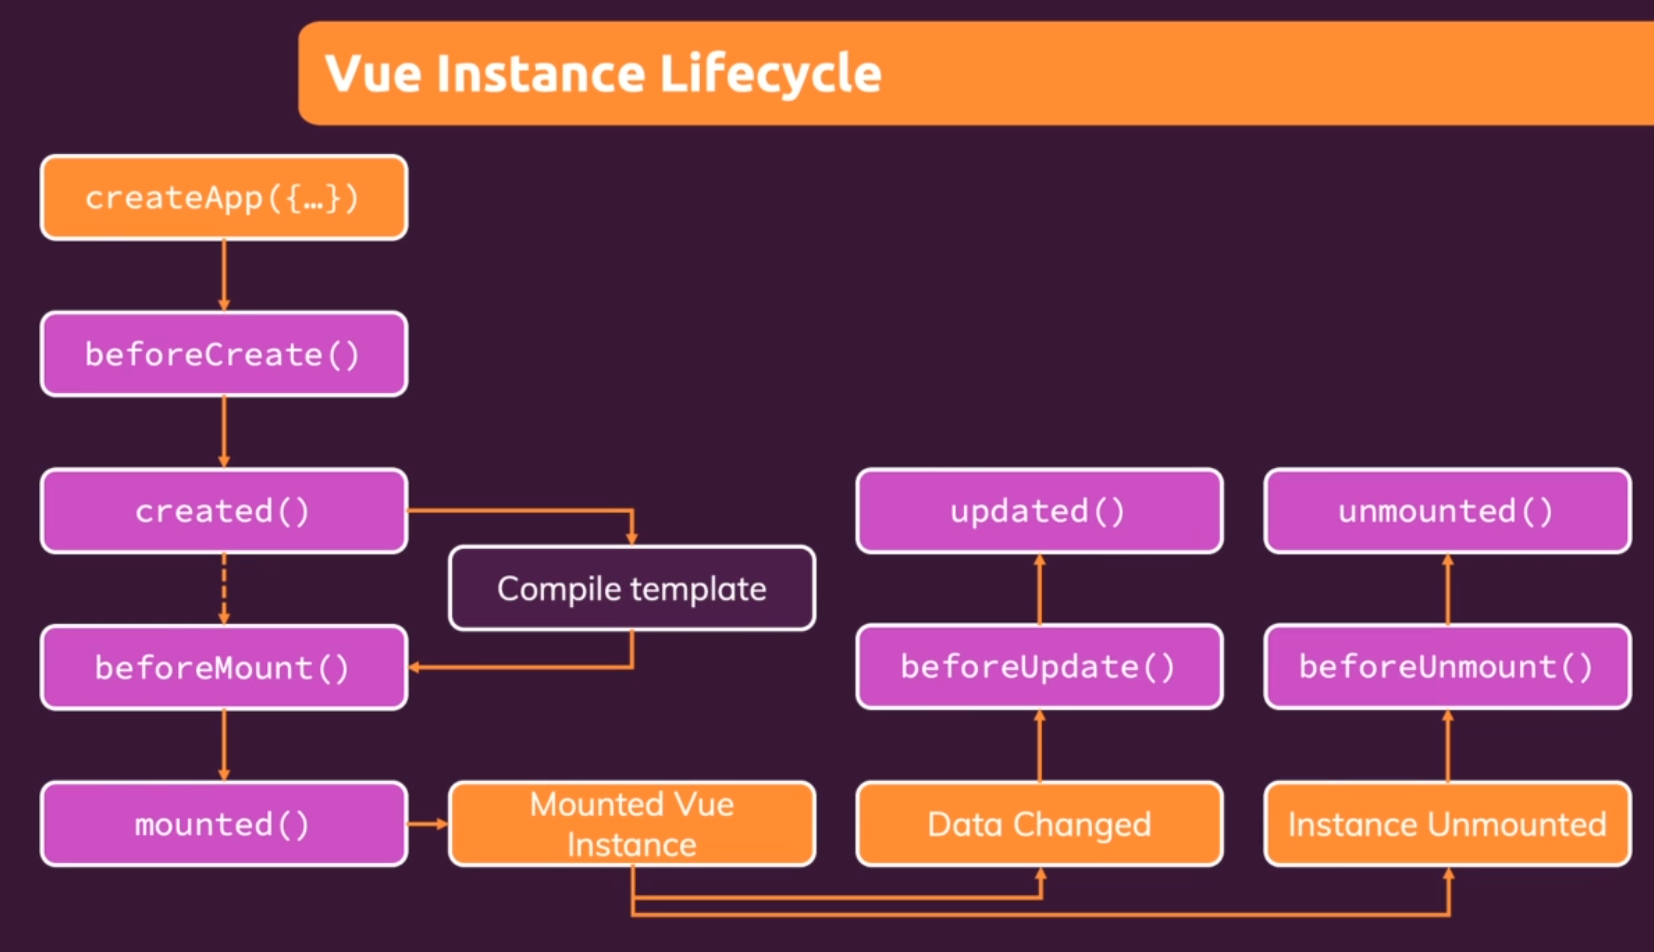 Vue Instance Lifecycle
createApp({…})
beforeCreate()
created()
Compile template
beforeMount()
mounted()
Mounted Vue
Instance
updated()
beforeUpdate()
Data Changed
unmounted()
beforeUnmount()
Instance Unmounted